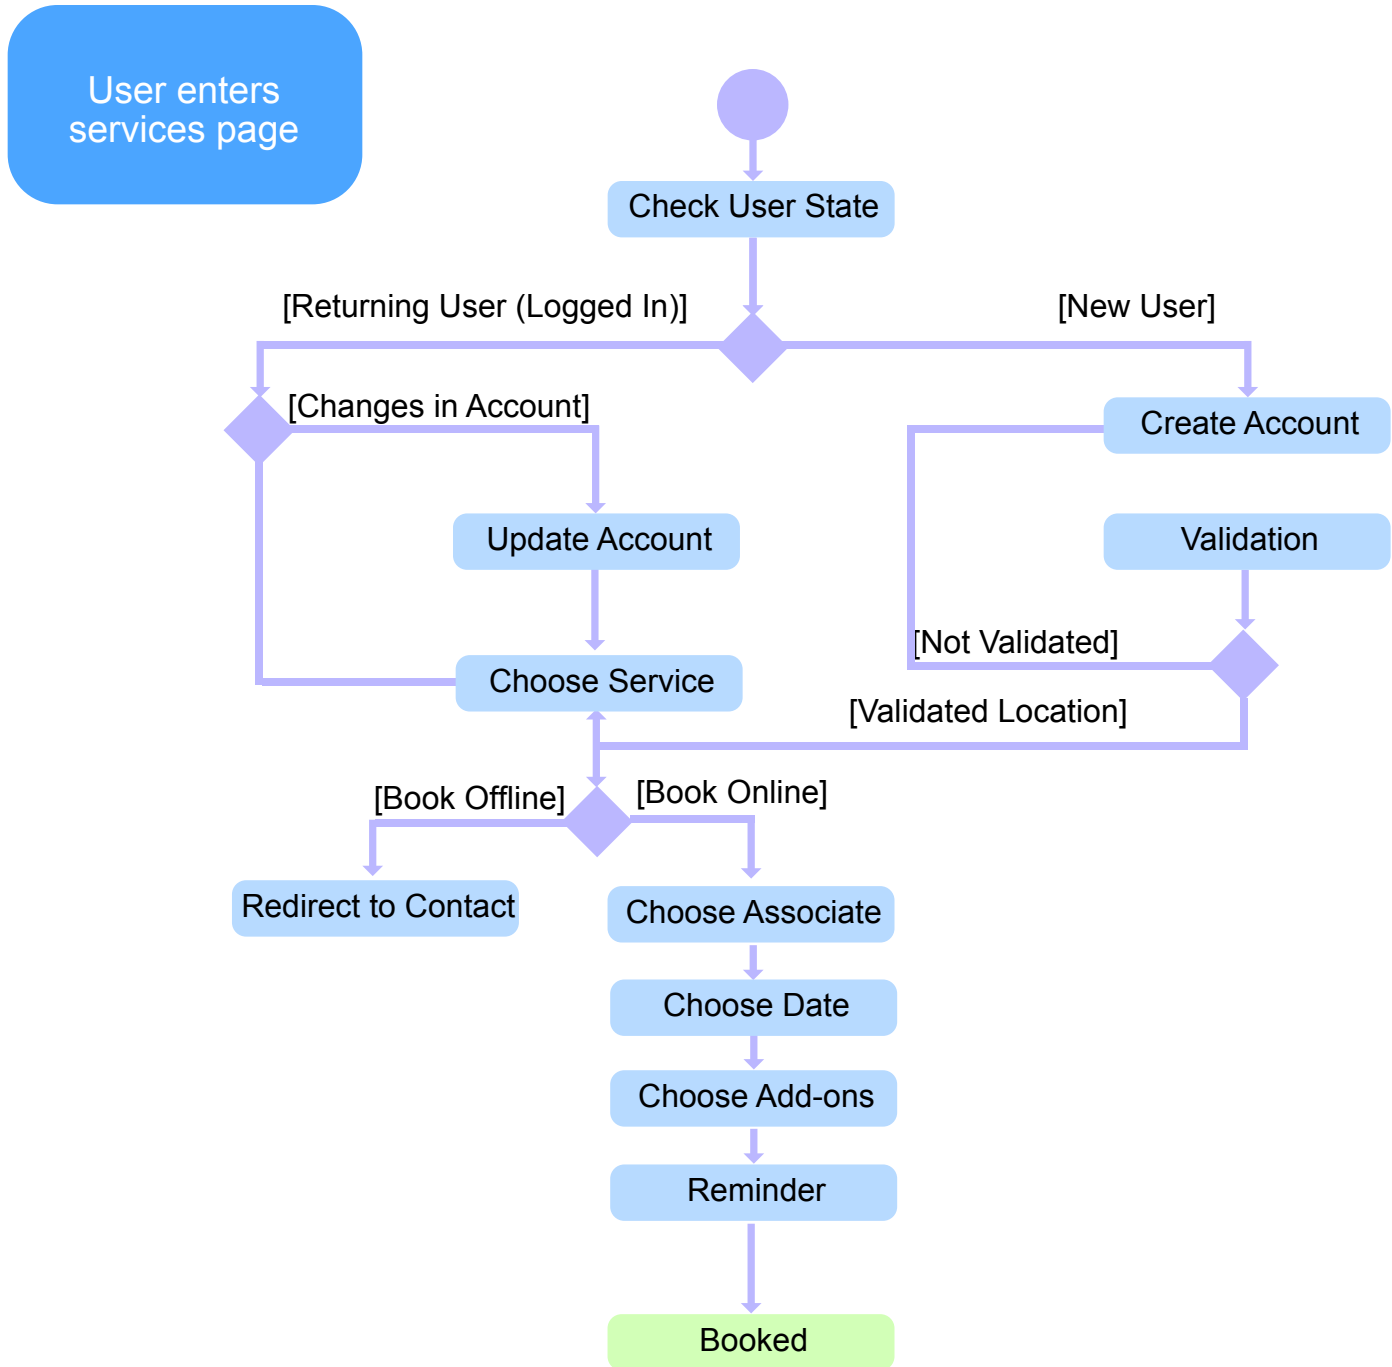 User enters
services page
Check User State
[Returning User (Logged In)]
[New User]
[Changes in Account]
Create Account
Update Account
Validation
[Not Validated]
Choose Service
[Validated Location]
[Book Offline]
[Book Online]
Redirect to Contact
Choose Associate
Choose Date
Choose Add-ons
Reminder
Booked